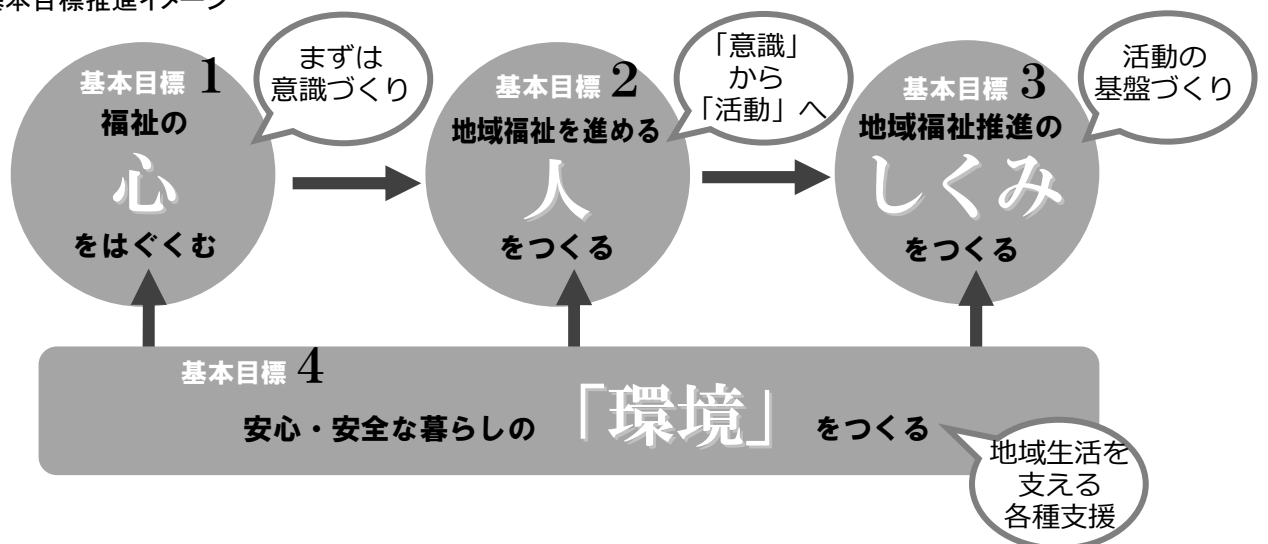 基本目標推進イメージ
基本目標 1
福祉の
心
をはぐくむ
まずは
意識づくり
基本目標 2
地域福祉を進める
人
をつくる
「意識」
から
「活動」へ
基本目標 3
地域福祉推進の
しくみ
をつくる
活動の
基盤づくり
基本目標 4
安心・安全な暮らしの「環境」をつくる
地域生活を
支える
各種支援